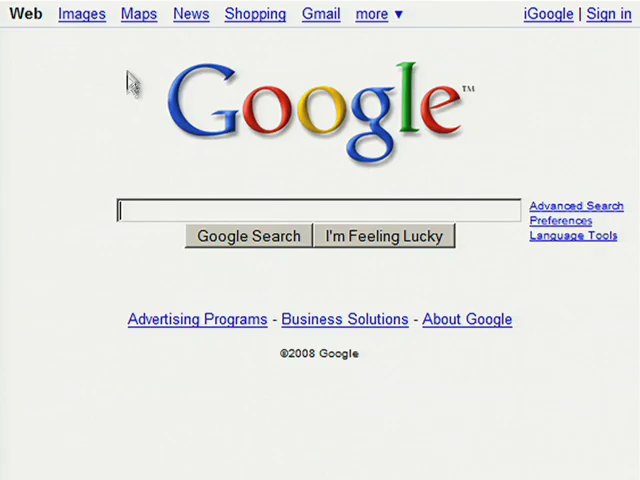 Web Images Maps News Shopping Gmail more ▼ iGoogle | Sign in
Google™
Advanced Search
Preferences
Language Tools
Google Search I'm Feeling Lucky
Advertising Programs - Business Solutions - About Google
©2008 Google